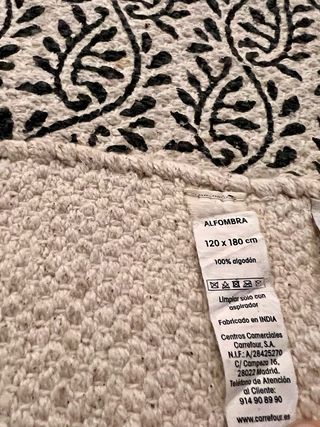 ALFOMBRA
120 x 180 cm
100% algodón
Limpiar solo con
aspirador
Fabricado en INDIA
Centros Comerciales
Carrefour, S.A.
N.I.F.: A/28425270
C/ Campezo 16,
28022 Madrid.
Teléfono de Atención
al Cliente:
914 90 89 90
www.carrefour.es